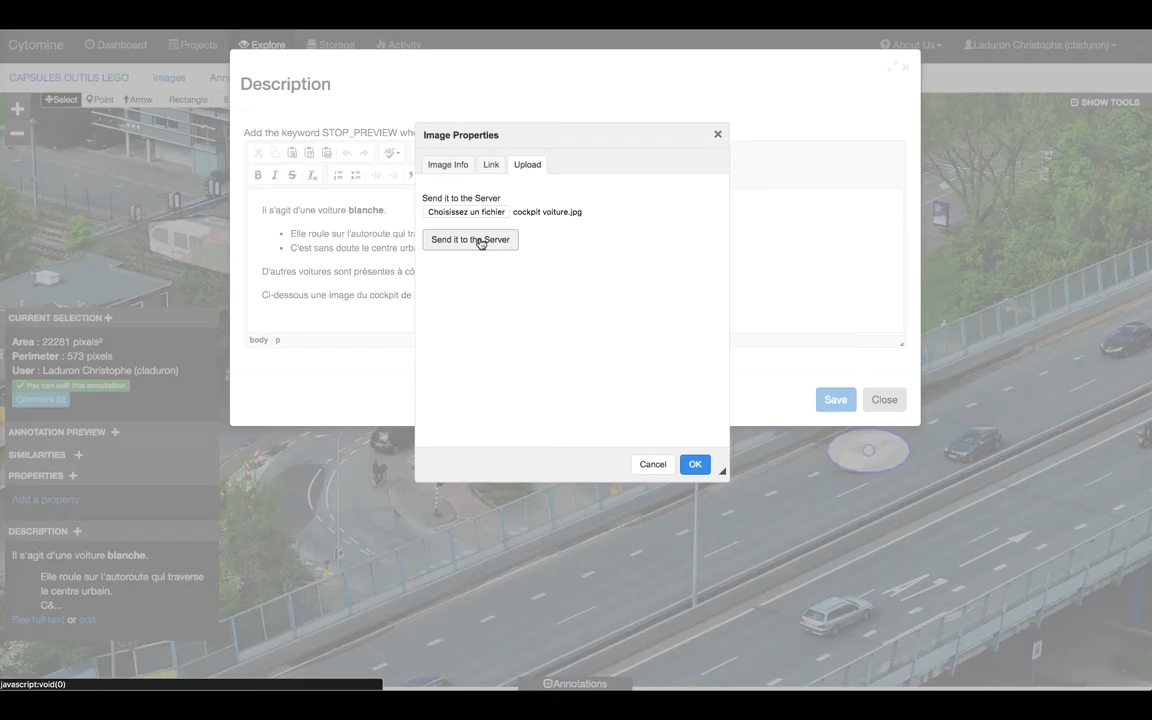 Cytomine Dashboard Projects Explore Storage Activity About Us Laduron Christophe (claduron)
CAPSULES OUTILS LEGO Images
Select Point Arrow Rectangle
SHOW TOOLS
Description
Add the keyword STOP_PREVIEW
Il s'agit d'une voiture blanche.
Elle roule sur l'autoroute qui
C'est sans doute le centre
D'autres voitures sont présentes à
Ci-dessous une image du cockpit de
body p
Save Close
Image Properties
Image Info Link Upload
Send it to the Server
Choisissez un fichier cockpit voiture.jpg
Send it to the Server
Cancel OK
CURRENT SELECTION
Area : 22281 pixels²
Perimeter : 573 pixels
User : Laduron Christophe (claduron)
You can edit this annotation
Comment (0)
ANNOTATION PREVIEW
SIMILARITIES
PROPERTIES
Add a property
DESCRIPTION
Il s'agit d'une voiture blanche.
Elle roule sur l'autoroute qui traverse
le centre urbain.
C&...
See full text or edit
javascript:void(0)
Annotations